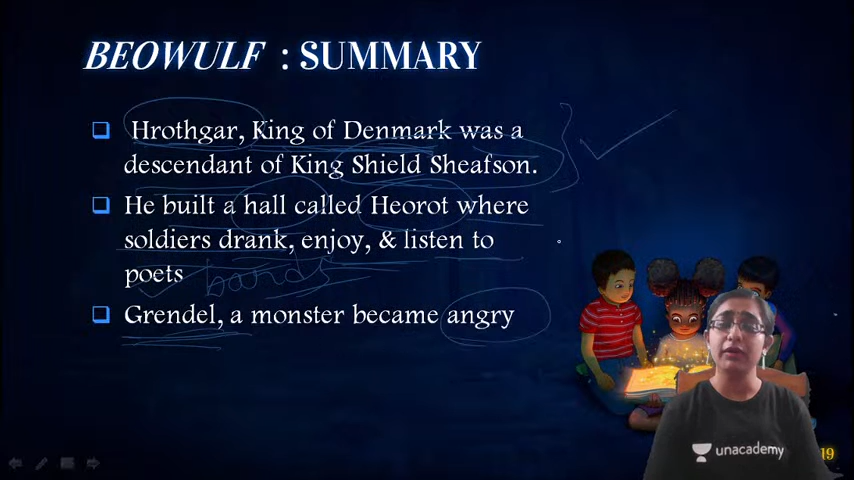 BEOWULF : SUMMARY
Hrothgar, King of Denmark was a
descendant of King Shield Sheafson.
He built a hall called Heorot where
soldiers drank, enjoy, & listen to
poets
bards
Grendel, a monster became angry
unacademy
19